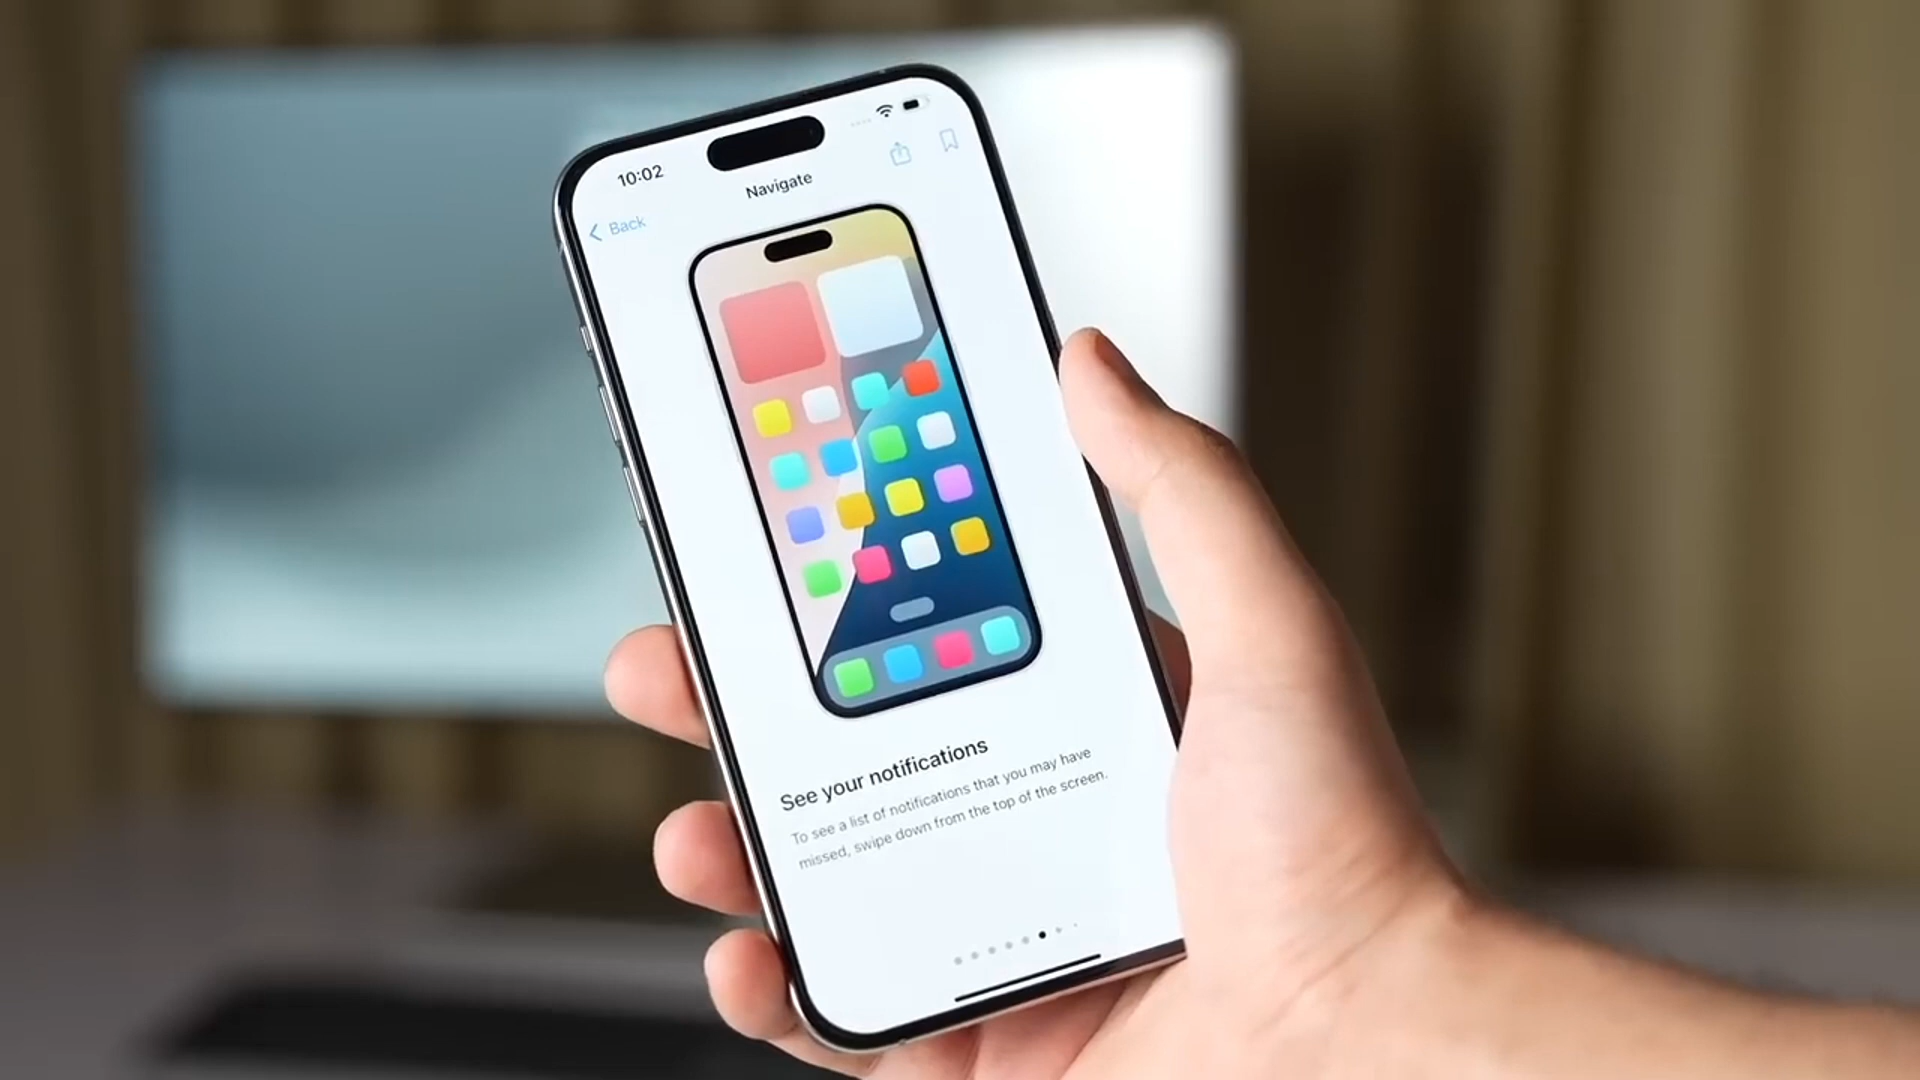 10:02
Navigate
Back
See your notifications
To see a list of notifications that you may have
missed, swipe down from the top of the screen.